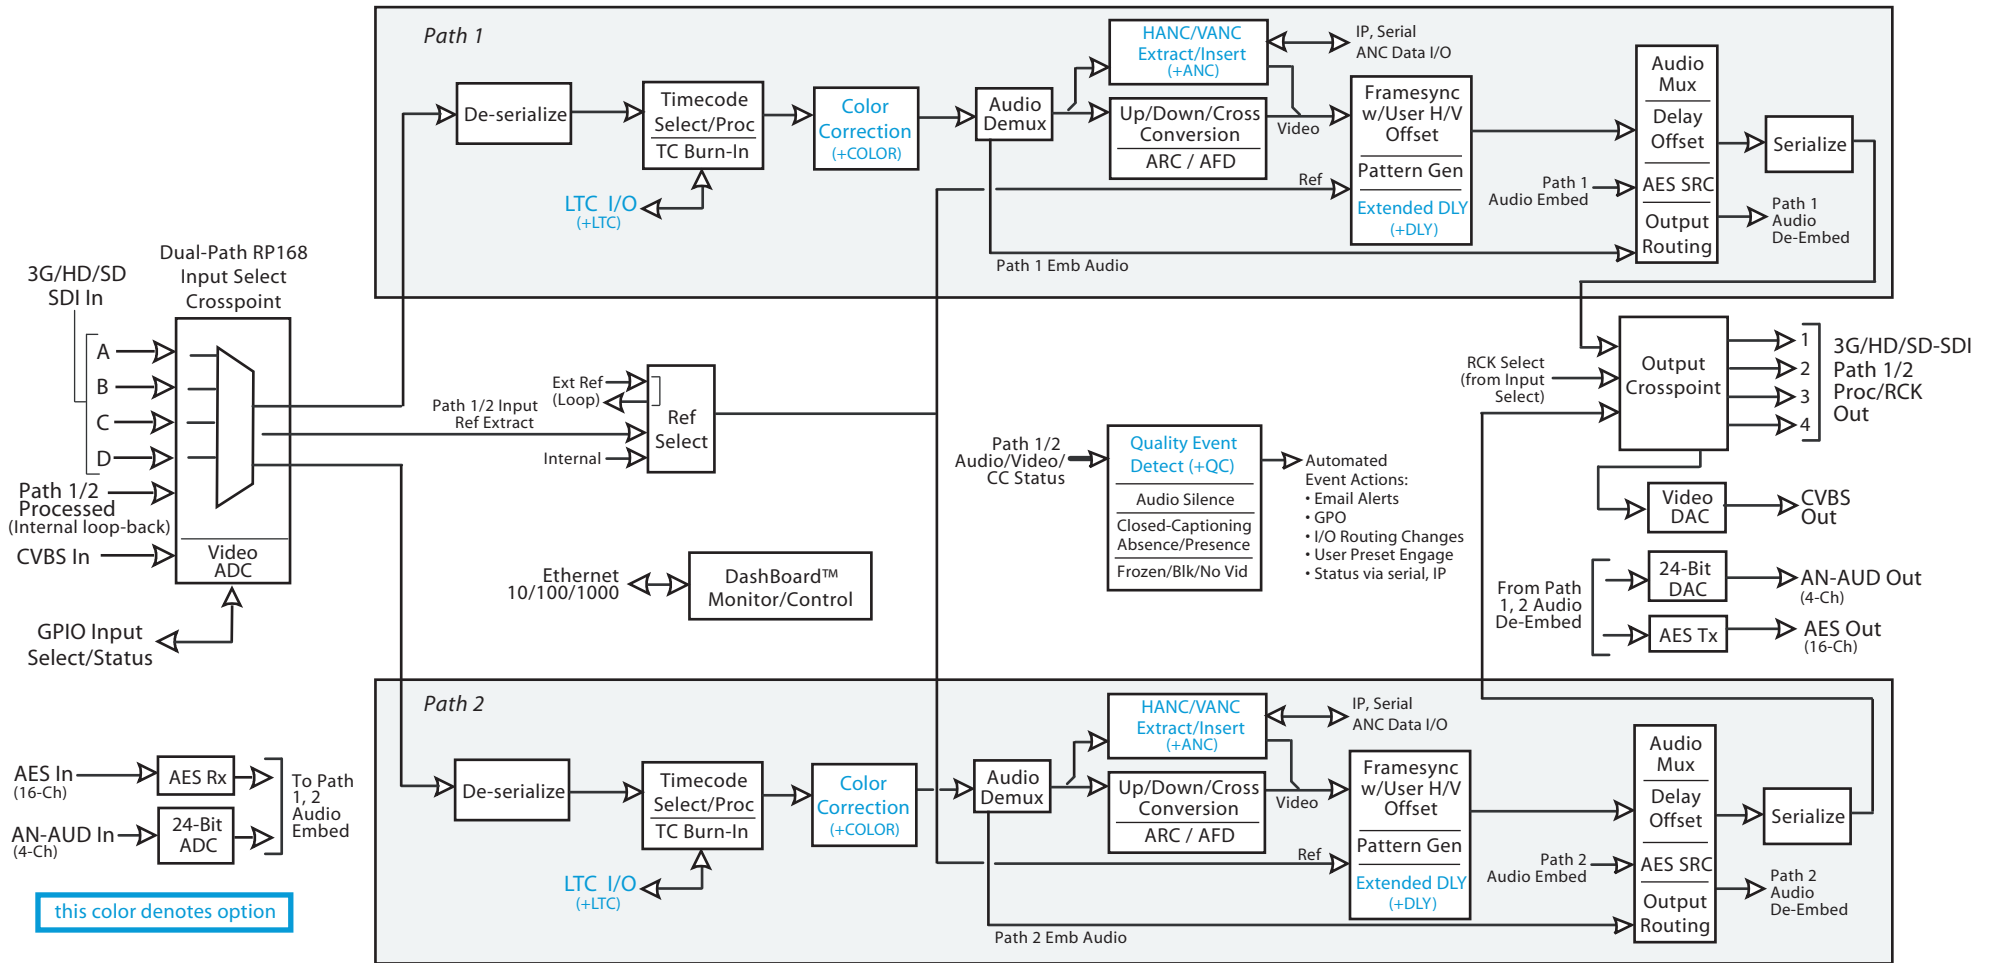 Path 1
De-serialize
Timecode
Select/Proc
TC Burn-In
LTC I/O
(+LTC)
Color
Correction
(+COLOR)
Audio
Demux
HANC/VANC
Extract/Insert
(+ANC)
IP, Serial
ANC Data I/O
Up/Down/Cross
Conversion
ARC / AFD
Video
Ref
Framesync
w/User H/V
Offset
Pattern Gen
Extended DLY
(+DLY)
Path 1 Emb Audio
Path 1
Audio Embed
Audio
Mux
Delay
Offset
AES SRC
Output
Routing
Serialize
Path 1
Audio
De-Embed
Dual-Path RP168
Input Select
Crosspoint
3G/HD/SD
SDI In
A
B
C
D
Path 1/2
Processed
(Internal loop-back)
CVBS In
Video
ADC
GPIO Input
Select/Status
Ext Ref
(Loop)
Path 1/2 Input
Ref Extract
Internal
Ref
Select
Ethernet
10/100/1000
DashBoard™
Monitor/Control
Path 1/2
Audio/Video/
CC Status
Quality Event
Detect (+QC)
Audio Silence
Closed-Captioning
Absence/Presence
Frozen/Blk/No Vid
Automated
Event Actions:
• Email Alerts
• GPO
• I/O Routing Changes
• User Preset Engage
• Status via serial, IP
RCK Select
(from Input
Select)
Output
Crosspoint
1
2
3
4
3G/HD/SD-SDI
Path 1/2
Proc/RCK
Out
Video
DAC
CVBS
Out
From Path
1, 2 Audio
De-Embed
24-Bit
DAC
AN-AUD Out
(4-Ch)
AES Tx
AES Out
(16-Ch)
AES In
(16-Ch)
AES Rx
AN-AUD In
(4-Ch)
24-Bit
ADC
To Path
1, 2
Audio
Embed
this color denotes option
Path 2
De-serialize
Timecode
Select/Proc
TC Burn-In
LTC I/O
(+LTC)
Color
Correction
(+COLOR)
Audio
Demux
HANC/VANC
Extract/Insert
(+ANC)
IP, Serial
ANC Data I/O
Up/Down/Cross
Conversion
ARC / AFD
Video
Ref
Framesync
w/User H/V
Offset
Pattern Gen
Extended DLY
(+DLY)
Path 2 Emb Audio
Path 2
Audio Embed
Audio
Mux
Delay
Offset
AES SRC
Output
Routing
Serialize
Path 2
Audio
De-Embed